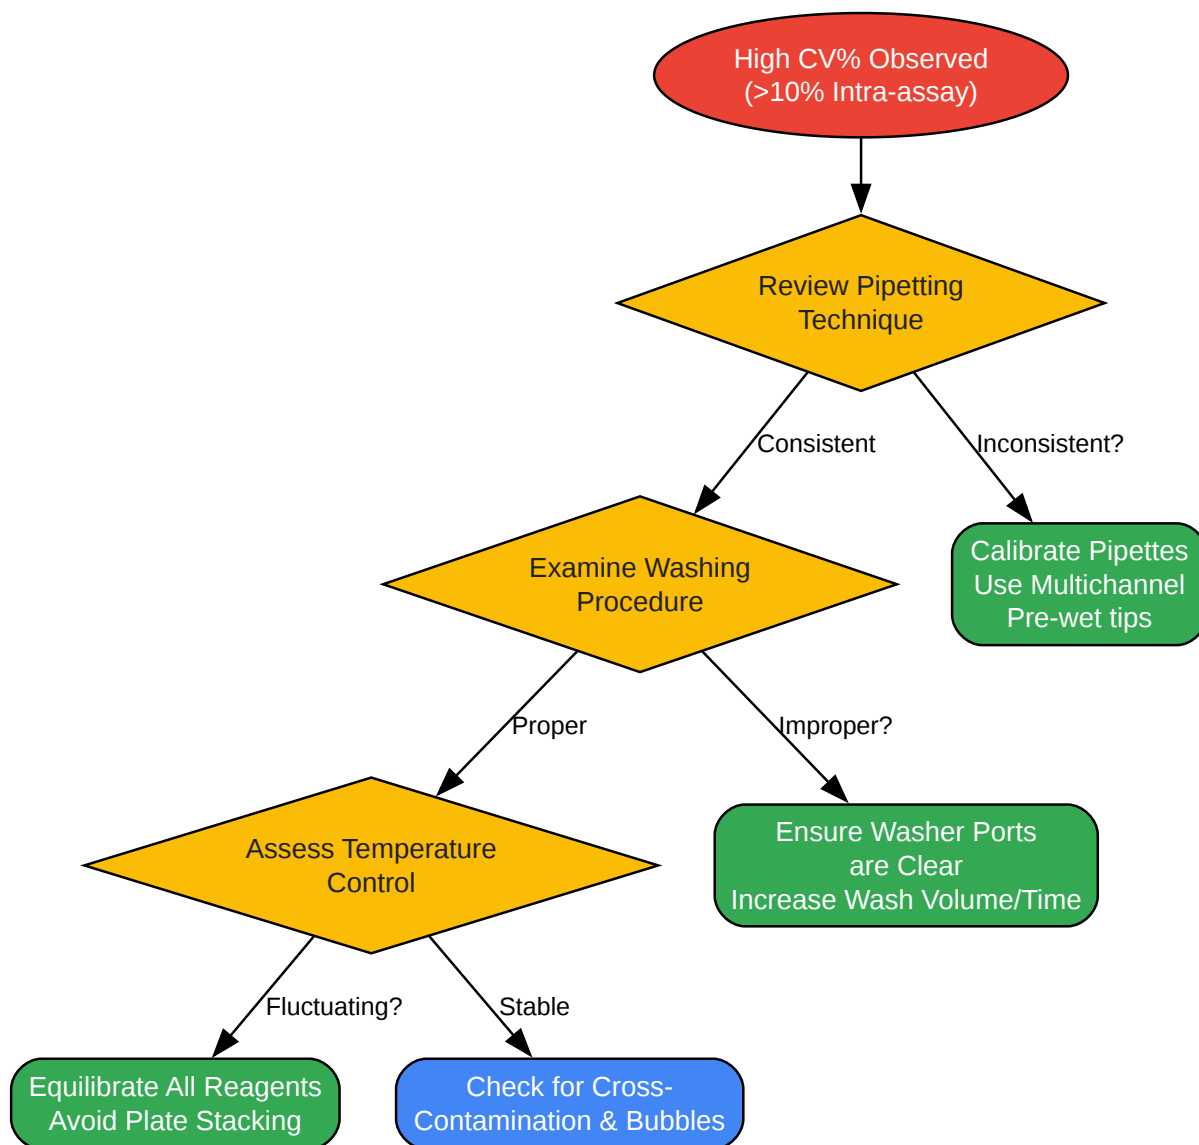 High CV% Observed
(>10% Intra-assay)
Review Pipetting
Technique
Consistent
Inconsistent?
Examine Washing
Procedure
Calibrate Pipettes
Use Multichannel
Pre-wet tips
Proper
Improper?
Assess Temperature
Control
Ensure Washer Ports
are Clear
Increase Wash Volume/Time
Fluctuating?
Stable
Equilibrate All Reagents
Avoid Plate Stacking
Check for Cross-
Contamination & Bubbles